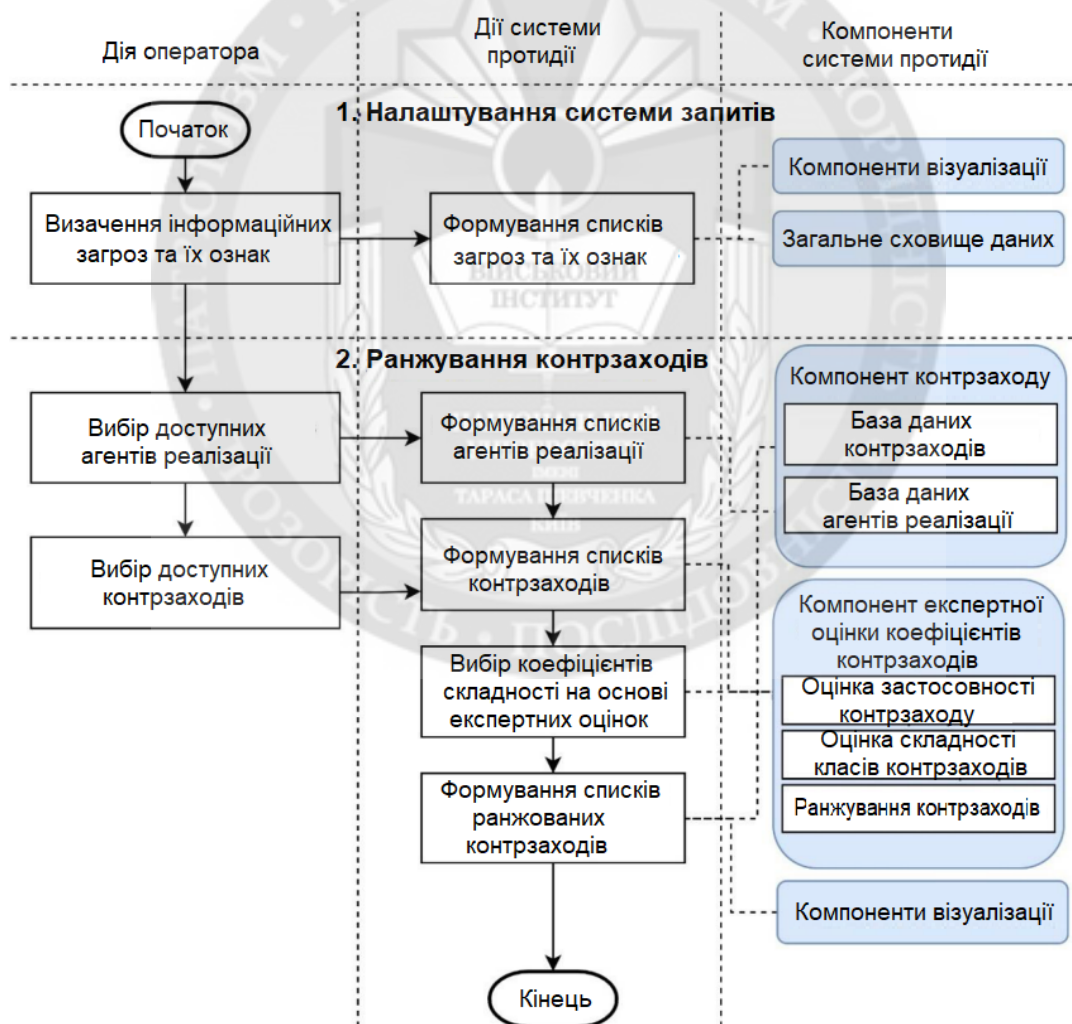 Дія оператора
Дії системи
протидії
Компоненти
системи протидії
1. Налаштування системи запитів
Початок
Компоненти візуалізації
Визачення інформаційних
загроз та їх ознак
Формування списків
загроз та їх ознак
Загальне сховище даних
ВІЙСЬКОВИЙ
ІНСТИТУТ
2. Ранжування контрзаходів
Компонент контрзаходу
Вибір доступних
агентів реалізації
Формування списків
агентів реалізації
База даних
контрзаходів
База даних
агентів реалізації
ТАРАСА ШЕВЧЕНКА
Вибір доступних
контрзаходів
Формування списків
контрзаходів
Компонент експертної
оцінки коефіцієнтів
контрзаходів
Вибір коефіцієнтів
складності на основі
експертних оцінок
Оцінка застосовності
контрзаходу
Оцінка складності
класів контрзаходів
Формування списків
ранжованих
контрзаходів
Ранжування контрзаходів
Компоненти візуалізації
Кінець